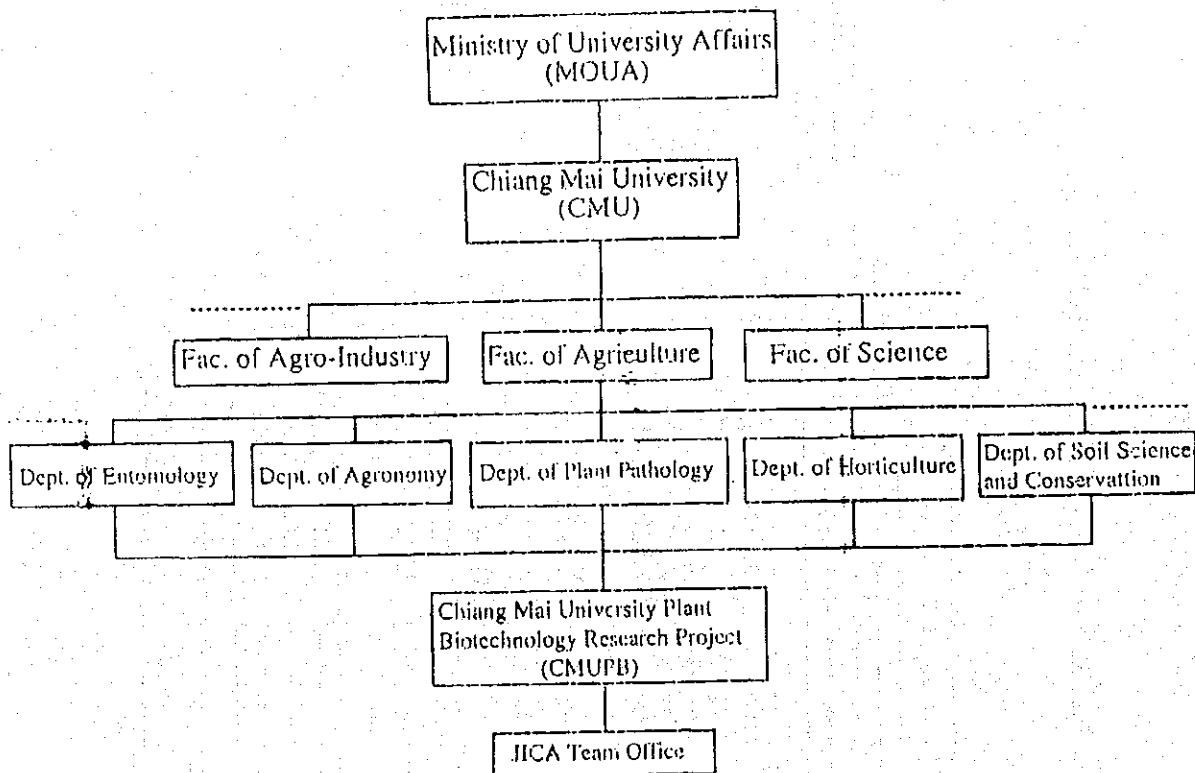 Ministry of University Affairs
(MOUA)
Chiang Mai University
(CMU)
Fac. of Agro-Industry
Fac. of Agriculture
Fac. of Science
Dept. of Entomology
Dept. of Agronomy
Dept. of Plant Pathology
Dept. of Horticulture
Dept. of Soil Science
and Conservattion
Chiang Mai University Plant
Biotechnology Research Project
(CMUPB)
JICA Team Office